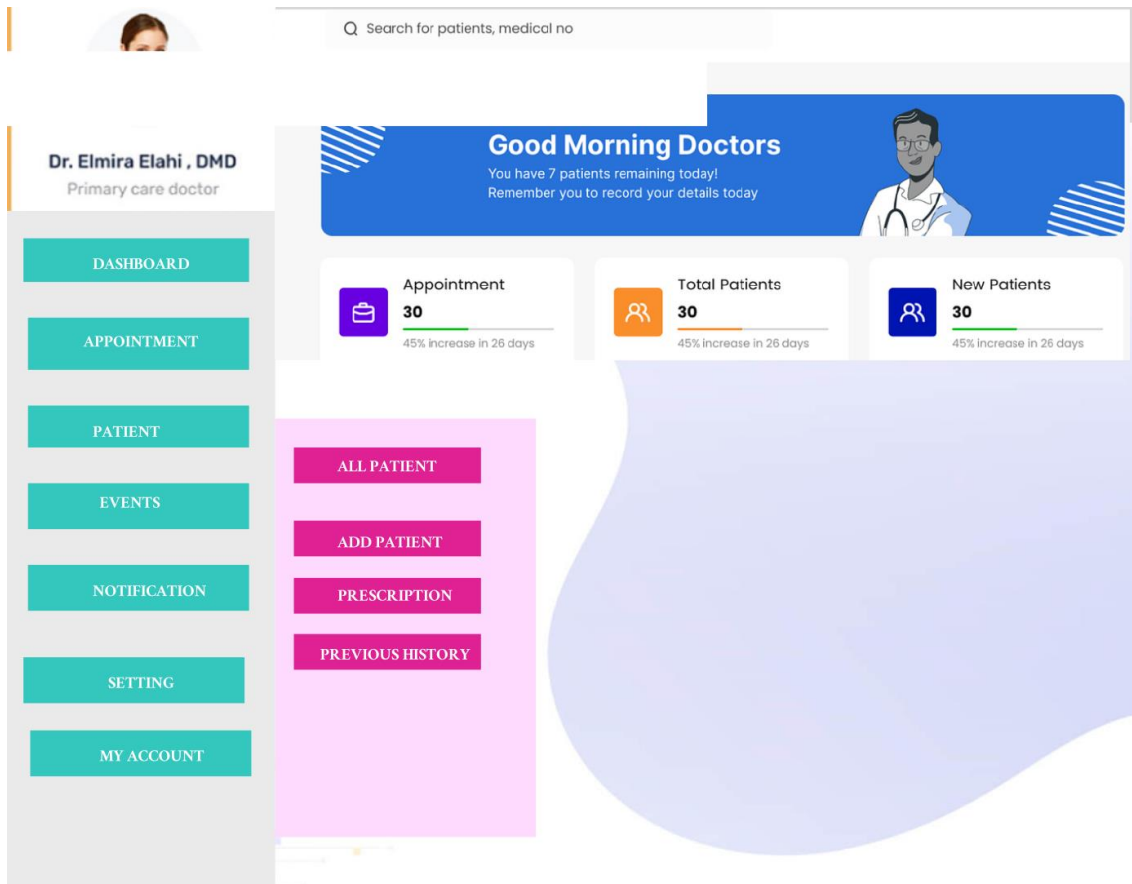 Search for patients, medical no
Dr. Elmira Elahi , DMD
Primary care doctor
Good Morning Doctors
You have 7 patients remaining today!
Remember you to record your details today
DASHBOARD
APPOINTMENT
PATIENT
EVENTS
NOTIFICATION
SETTING
MY ACCOUNT
Appointment
30
45% increase in 26 days
Total Patients
30
45% increase in 26 days
New Patients
30
45% increase in 26 days
ALL PATIENT
ADD PATIENT
PRESCRIPTION
PREVIOUS HISTORY